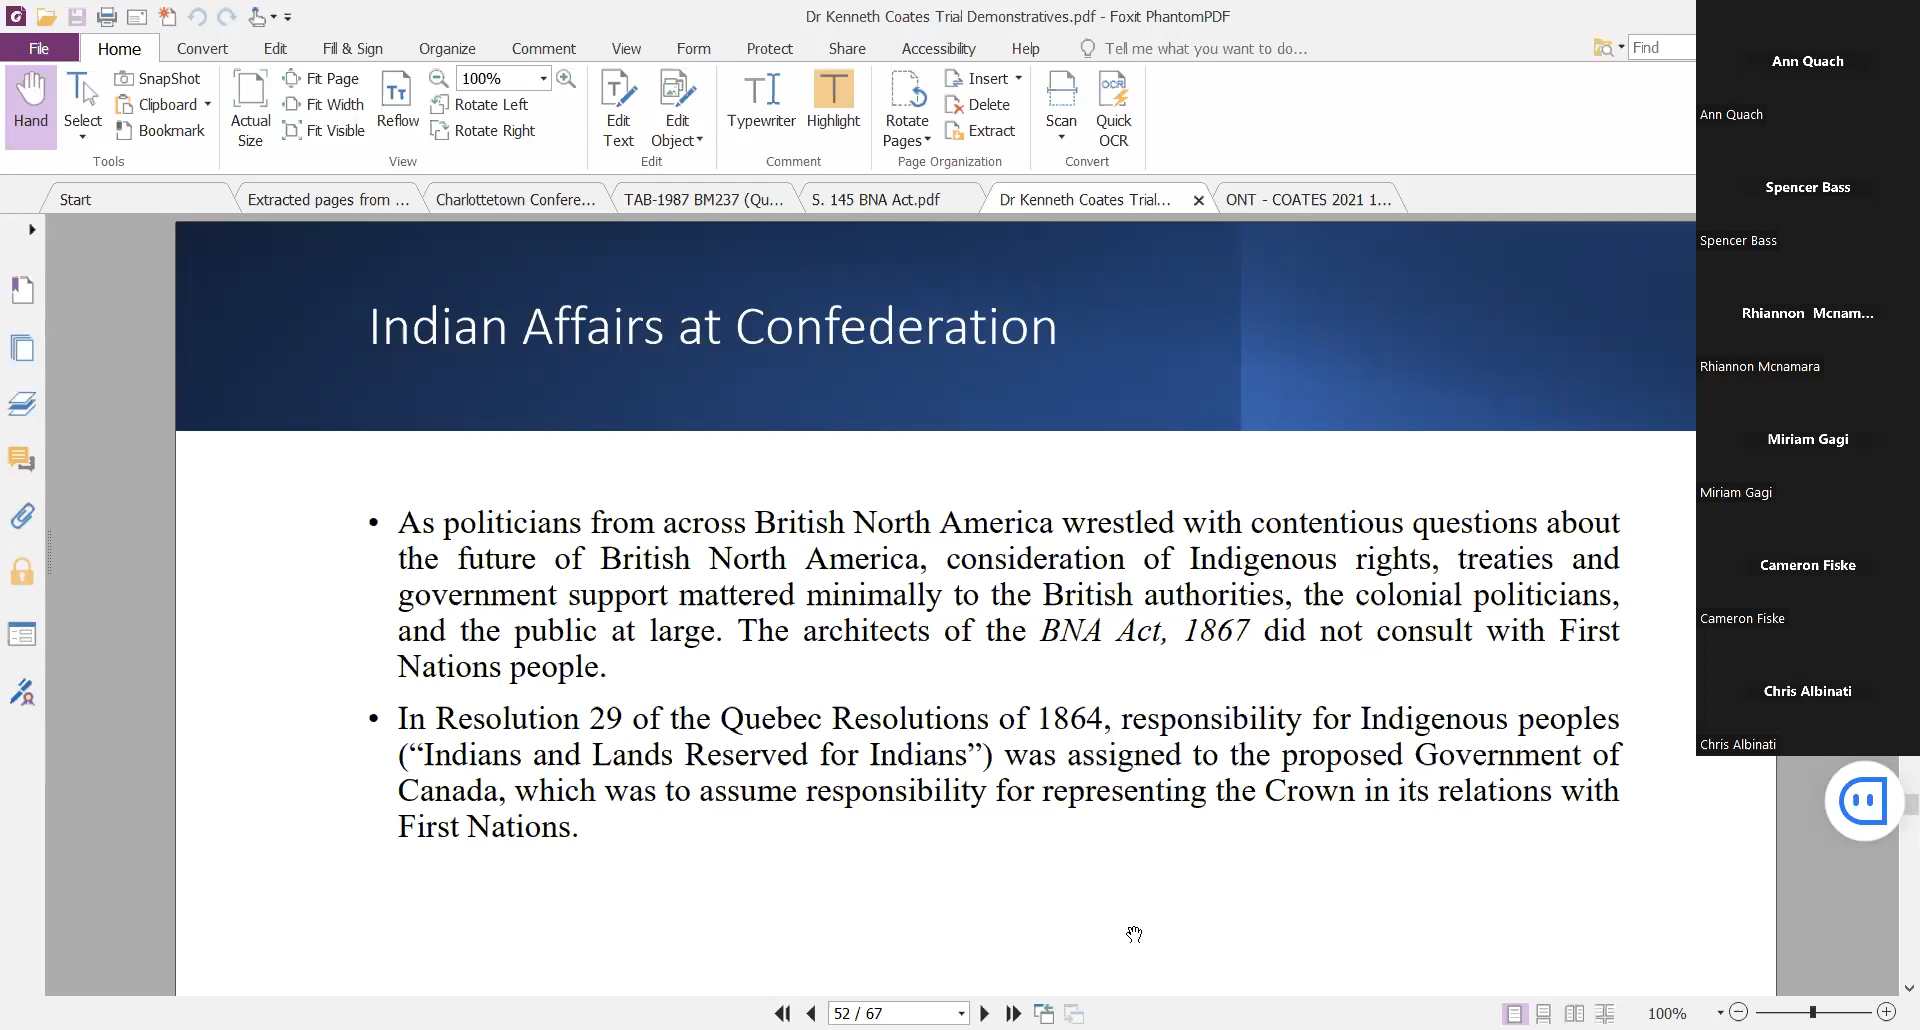 Dr Kenneth Coates Trial Demonstratives.pdf - Foxit PhantomPDF
File Home Convert Edit Fill & Sign Organize Comment View Form Protect Share Accessibility Help Tell me what you want to do... Find
Hand
Select
SnapShot
Clipboard
Bookmark
Tools
Actual Size
Fit Page
Fit Width
Fit Visible
Reflow
100%
Rotate Left
Rotate Right
View
Edit Text
Edit Object
Edit
Typewriter
Highlight
Comment
Rotate Pages
Insert
Delete
Extract
Page Organization
Scan
Quick OCR
Convert
Start
Extracted pages from ...
Charlottetown Confere...
TAB-1987 BM237 (Qu...
S. 145 BNA Act.pdf
Dr Kenneth Coates Trial...
ONT - COATES 2021 1...
Indian Affairs at Confederation
• As politicians from across British North America wrestled with contentious questions about
the future of British North America, consideration of Indigenous rights, treaties and
government support mattered minimally to the British authorities, the colonial politicians,
and the public at large. The architects of the BNA Act, 1867 did not consult with First
Nations people.
• In Resolution 29 of the Quebec Resolutions of 1864, responsibility for Indigenous peoples
(“Indians and Lands Reserved for Indians”) was assigned to the proposed Government of
Canada, which was to assume responsibility for representing the Crown in its relations with
First Nations.
Ann Quach
Ann Quach
Spencer Bass
Spencer Bass
Rhiannon Mcnam...
Rhiannon Mcnamara
Miriam Gagi
Miriam Gagi
Cameron Fiske
Cameron Fiske
Chris Albinati
Chris Albinati
52 / 67
100%